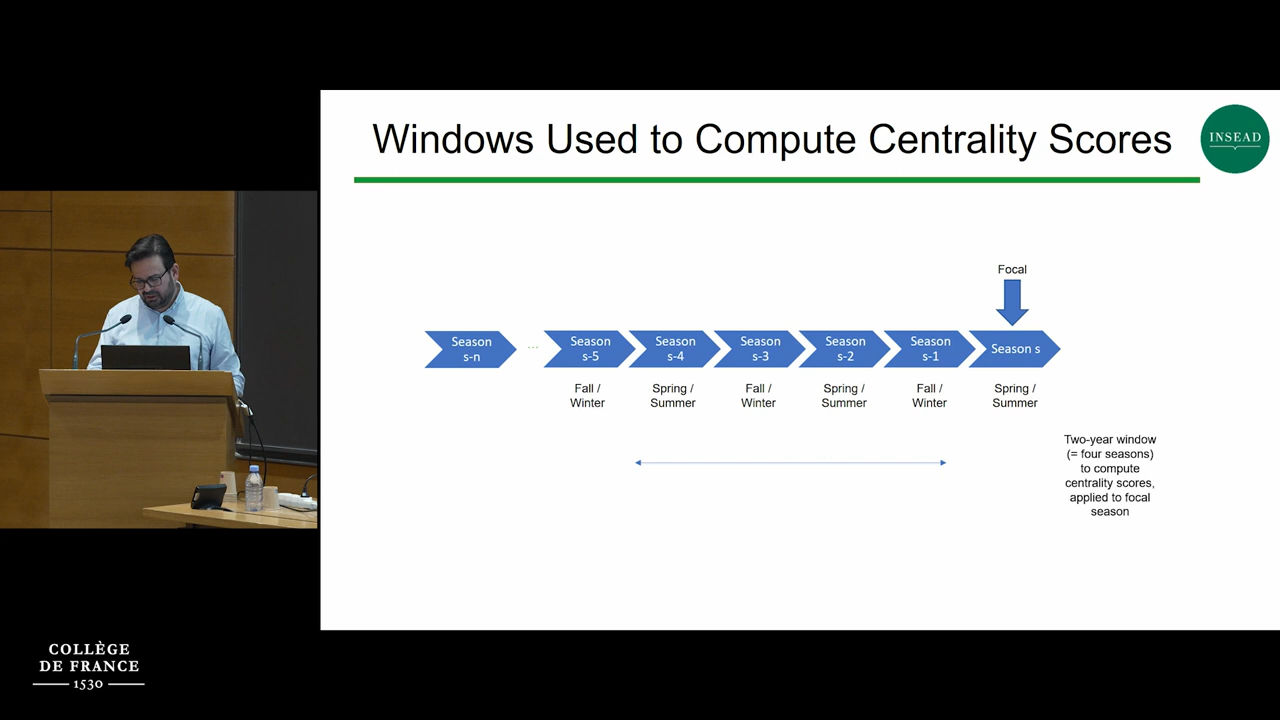 Windows Used to Compute Centrality Scores
INSEAD
Focal
Season
s-n
...
Season
s-5
Season
s-4
Season
s-3
Season
s-2
Season
s-1
Season s
Fall /
Winter
Spring /
Summer
Fall /
Winter
Spring /
Summer
Fall /
Winter
Spring /
Summer
Two-year window
(= four seasons)
to compute
centrality scores,
applied to focal
season
COLLÈGE
DE FRANCE
1530